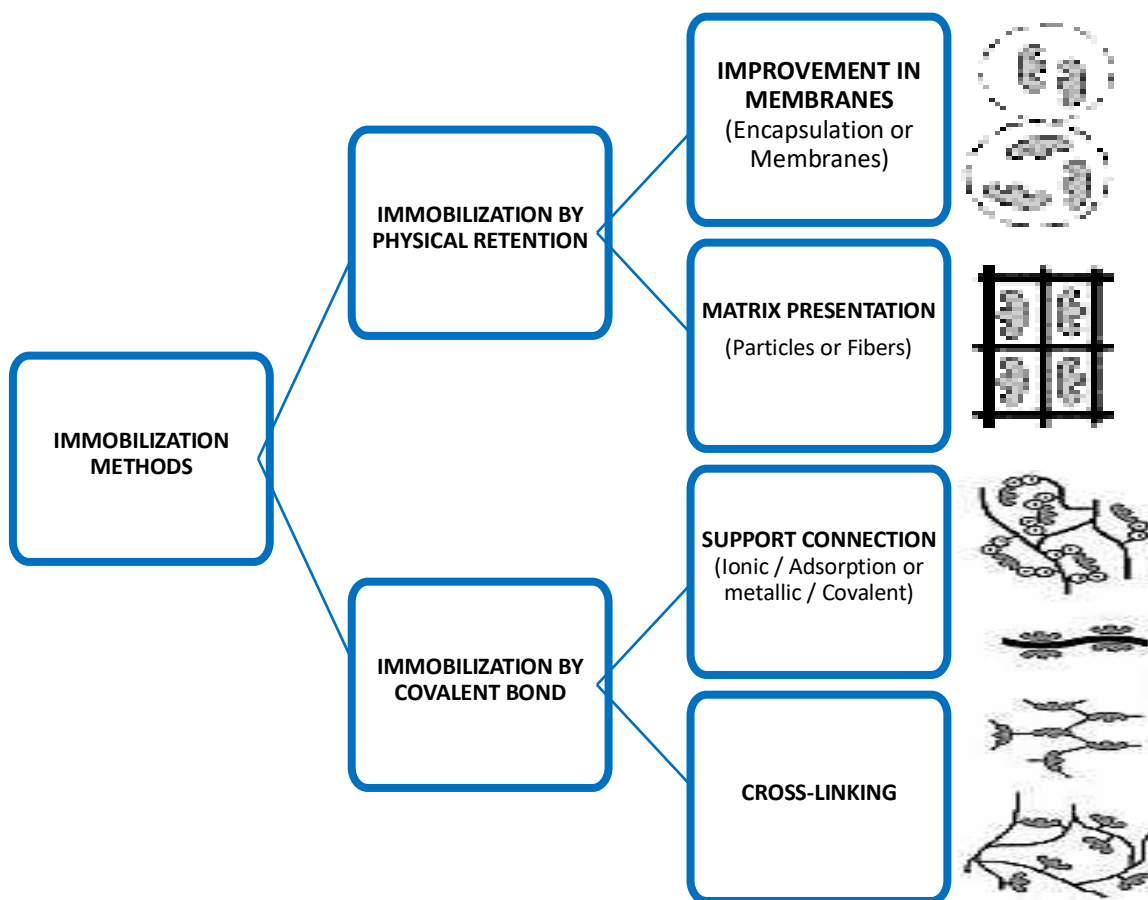 IMMOBILIZATION
METHODS
IMMOBILIZATION BY
PHYSICAL RETENTION
IMPROVEMENT IN
MEMBRANES
(Encapsulation or
Membranes)
MATRIX PRESENTATION
(Particles or Fibers)
IMMOBILIZATION BY
COVALENT BOND
SUPPORT CONNECTION
(Ionic / Adsorption or
metallic / Covalent)
CROSS-LINKING